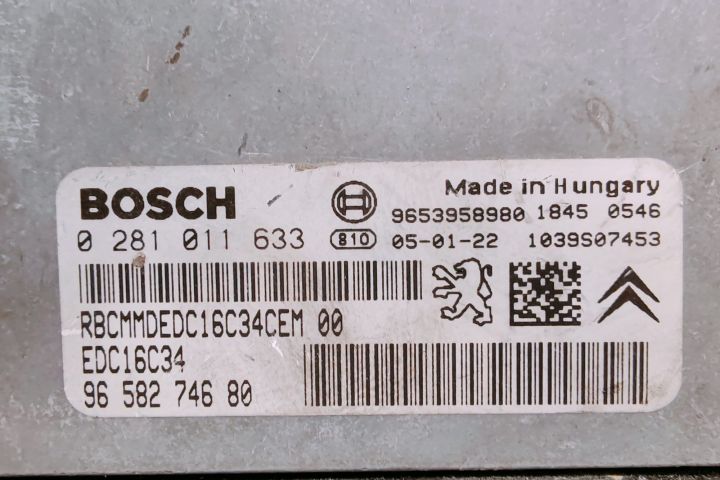 BOSCH
Made in Hungary
9653958980 1845 0546
0 281 011 633 810 05-01-22 1039S07453
RBCMMDEDC16C34CEM 00
EDC16C34
96 582 746 80